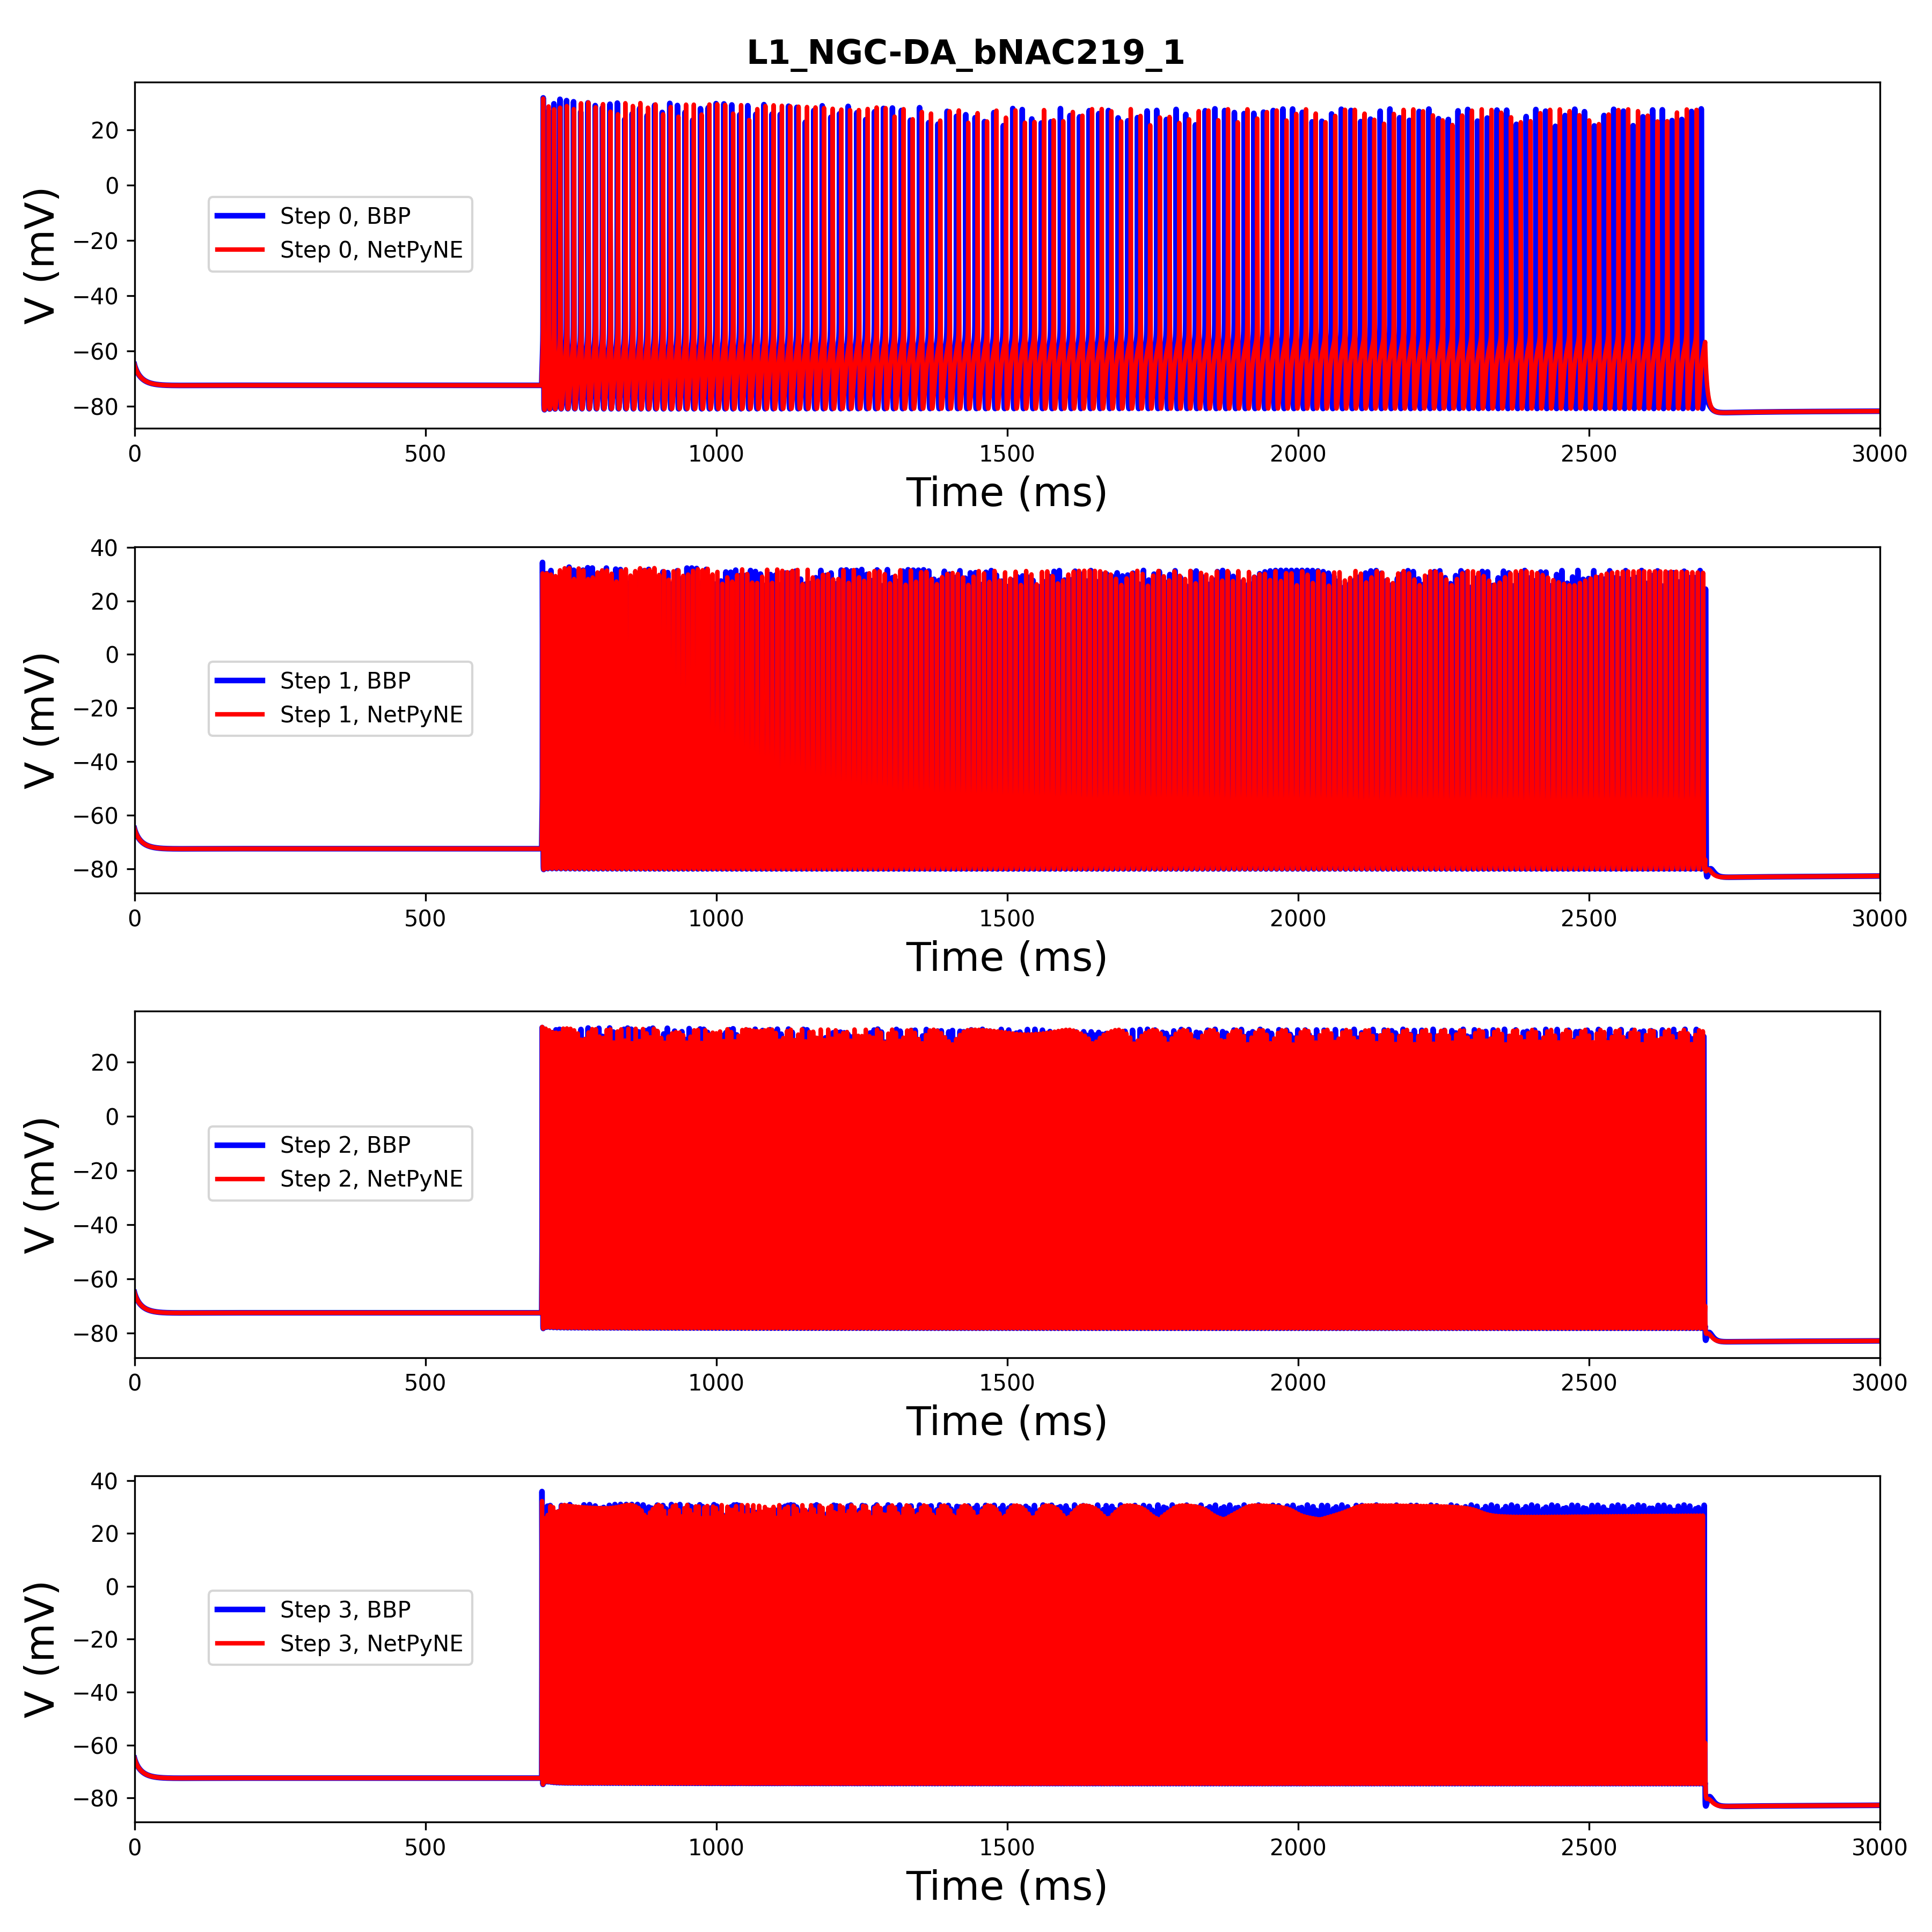 L1_NGC-DA_bNAC219_1
20
0
−20
−40
−60
−80
V (mV)
Step 0, BBP
Step 0, NetPyNE
0 500 1000 1500 2000 2500 3000
Time (ms)
40
20
0
−20
−40
−60
−80
V (mV)
Step 1, BBP
Step 1, NetPyNE
0 500 1000 1500 2000 2500 3000
Time (ms)
20
0
−20
−40
−60
−80
V (mV)
Step 2, BBP
Step 2, NetPyNE
0 500 1000 1500 2000 2500 3000
Time (ms)
40
20
0
−20
−40
−60
−80
V (mV)
Step 3, BBP
Step 3, NetPyNE
0 500 1000 1500 2000 2500 3000
Time (ms)